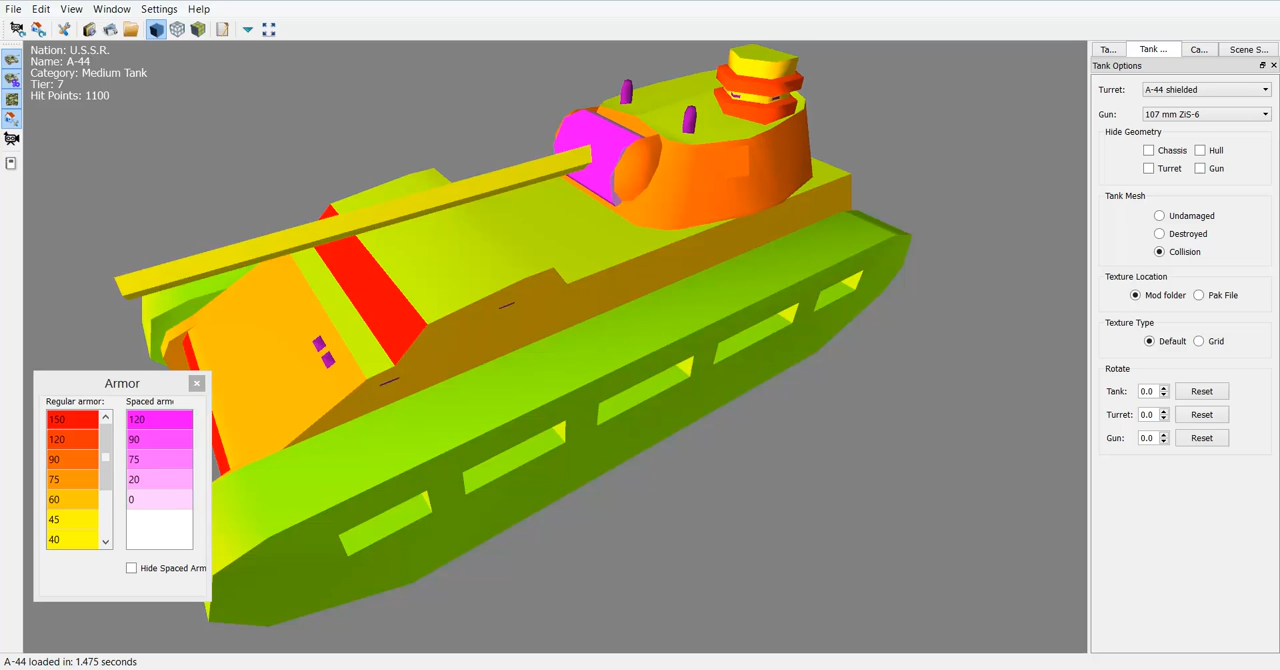 File Edit View Window Settings Help
Nation: U.S.S.R.
Name: A-44
Category: Medium Tank
Tier: 7
Hit Points: 1100
Ta... Tank ... Ca... Scene S...
Tank Options
Turret: A-44 shielded
Gun: 107 mm ZiS-6
Hide Geometry
Chassis Hull
Turret Gun
Tank Mesh
Undamaged
Destroyed
Collision
Texture Location
Mod folder Pak File
Texture Type
Default Grid
Rotate
Tank: 0.0 Reset
Turret: 0.0 Reset
Gun: 0.0 Reset
Armor
Regular armor: Spaced arm
150 120
120 90
90 75
75 20
60 0
45
40
Hide Spaced Arm
A-44 loaded in: 1.475 seconds